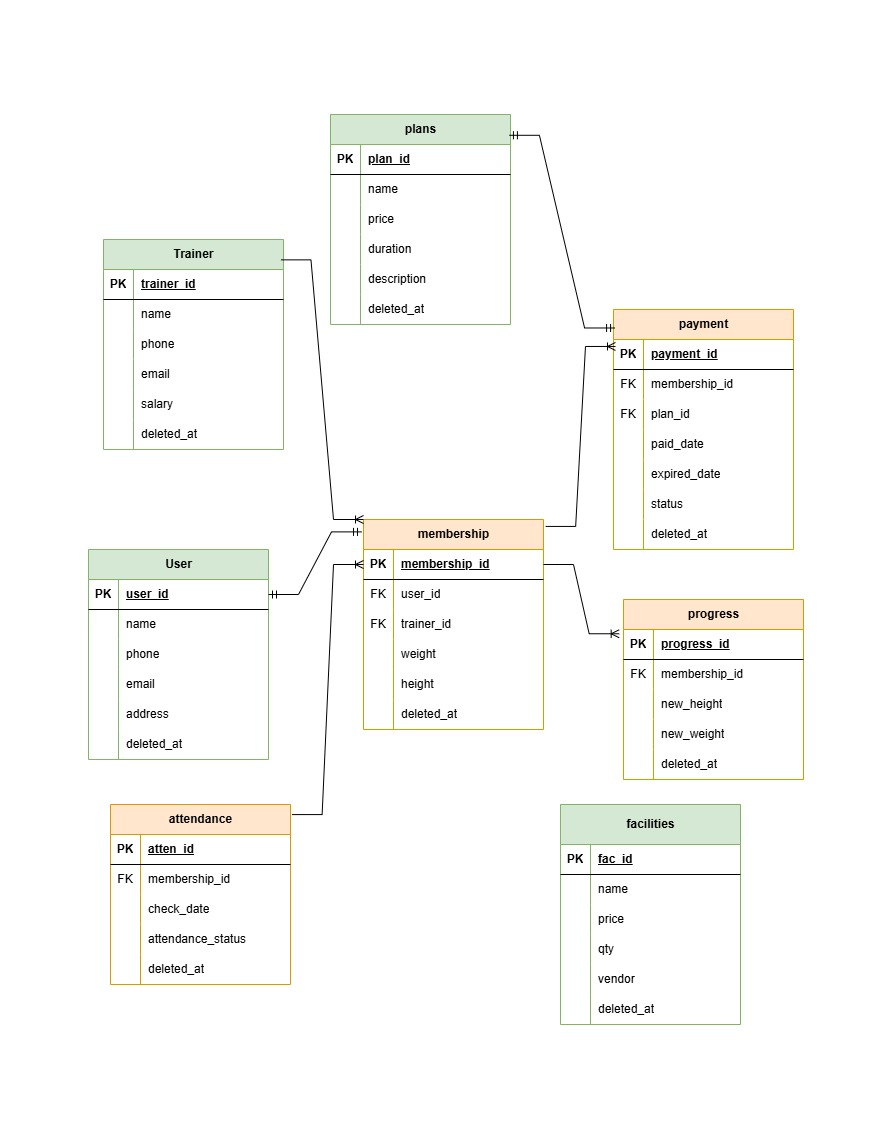 plans
PK plan_id
name
price
duration
description
deleted_at
Trainer
PK trainer_id
name
phone
email
salary
deleted_at
payment
PK payment_id
FK membership_id
FK plan_id
paid_date
expired_date
status
deleted_at
membership
PK membership_id
FK user_id
FK trainer_id
weight
height
deleted_at
User
PK user_id
name
phone
email
address
deleted_at
progress
PK progress_id
FK membership_id
new_height
new_weight
deleted_at
attendance
PK atten_id
FK membership_id
check_date
attendance_status
deleted_at
facilities
PK fac_id
name
price
qty
vendor
deleted_at